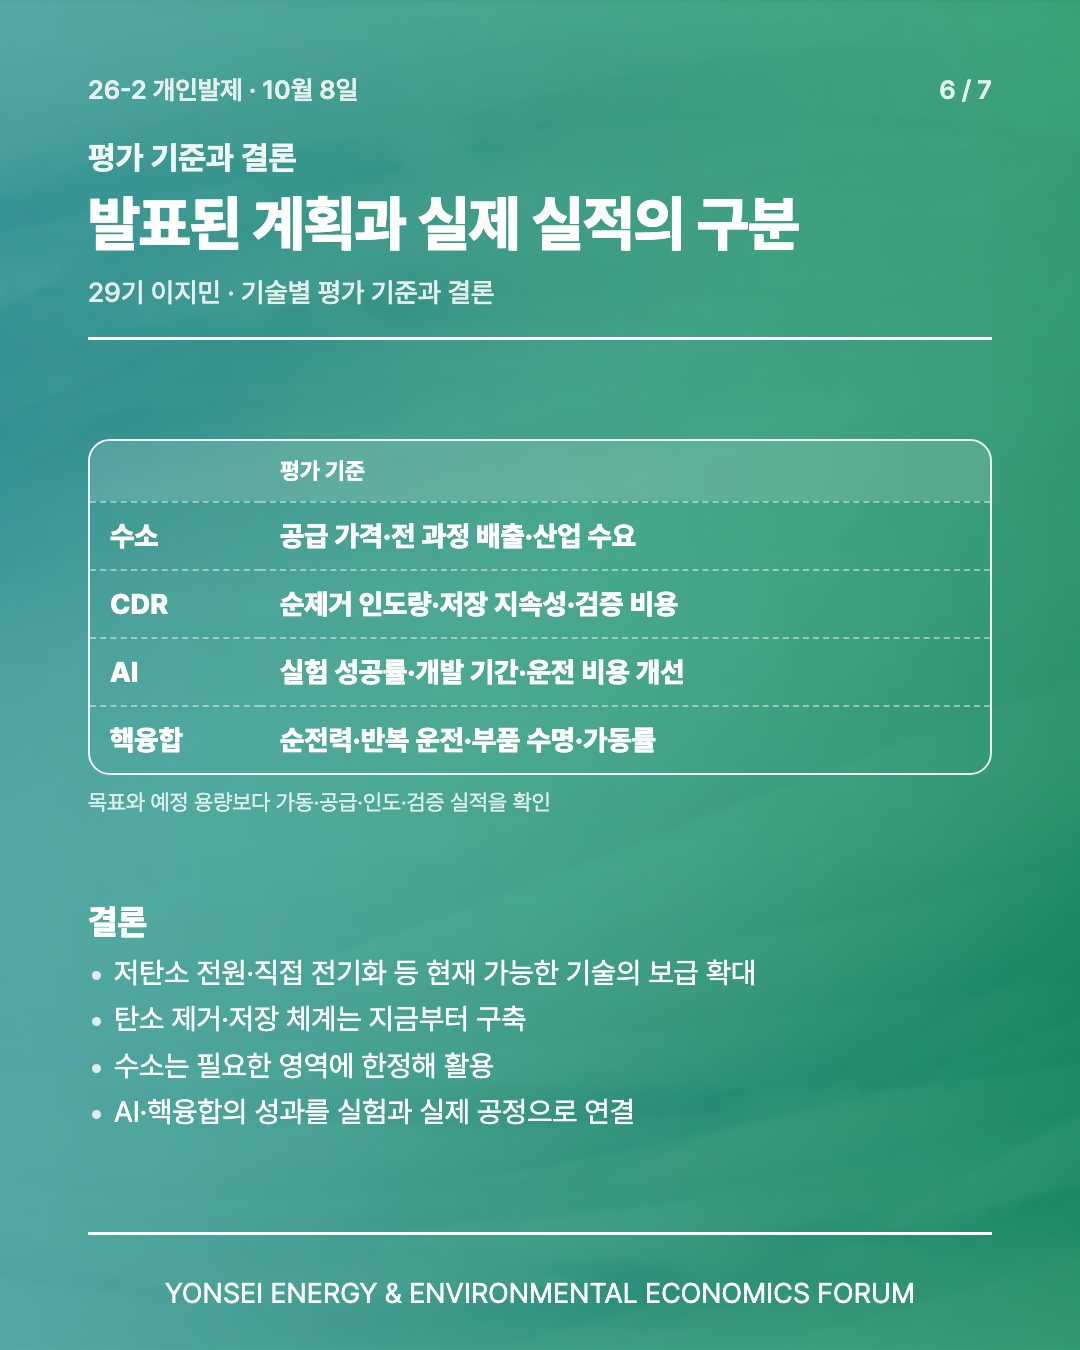 26-2 개인발제 · 10월 8일
6 / 7
평가 기준과 결론
발표된 계획과 실제 실적의 구분
29기 이지민 · 기술별 평가 기준과 결론
평가 기준
수소 공급 가격·전 과정 배출·산업 수요
CDR 순제거 인도량·저장 지속성·검증 비용
AI 실험 성공률·개발 기간·운전 비용 개선
핵융합 순전력·반복 운전·부품 수명·가동률
목표와 예정 용량보다 가동·공급·인도·검증 실적을 확인
결론
• 저탄소 전원·직접 전기화 등 현재 가능한 기술의 보급 확대
• 탄소 제거·저장 체계는 지금부터 구축
• 수소는 필요한 영역에 한정해 활용
• AI·핵융합의 성과를 실험과 실제 공정으로 연결
YONSEI ENERGY & ENVIRONMENTAL ECONOMICS FORUM